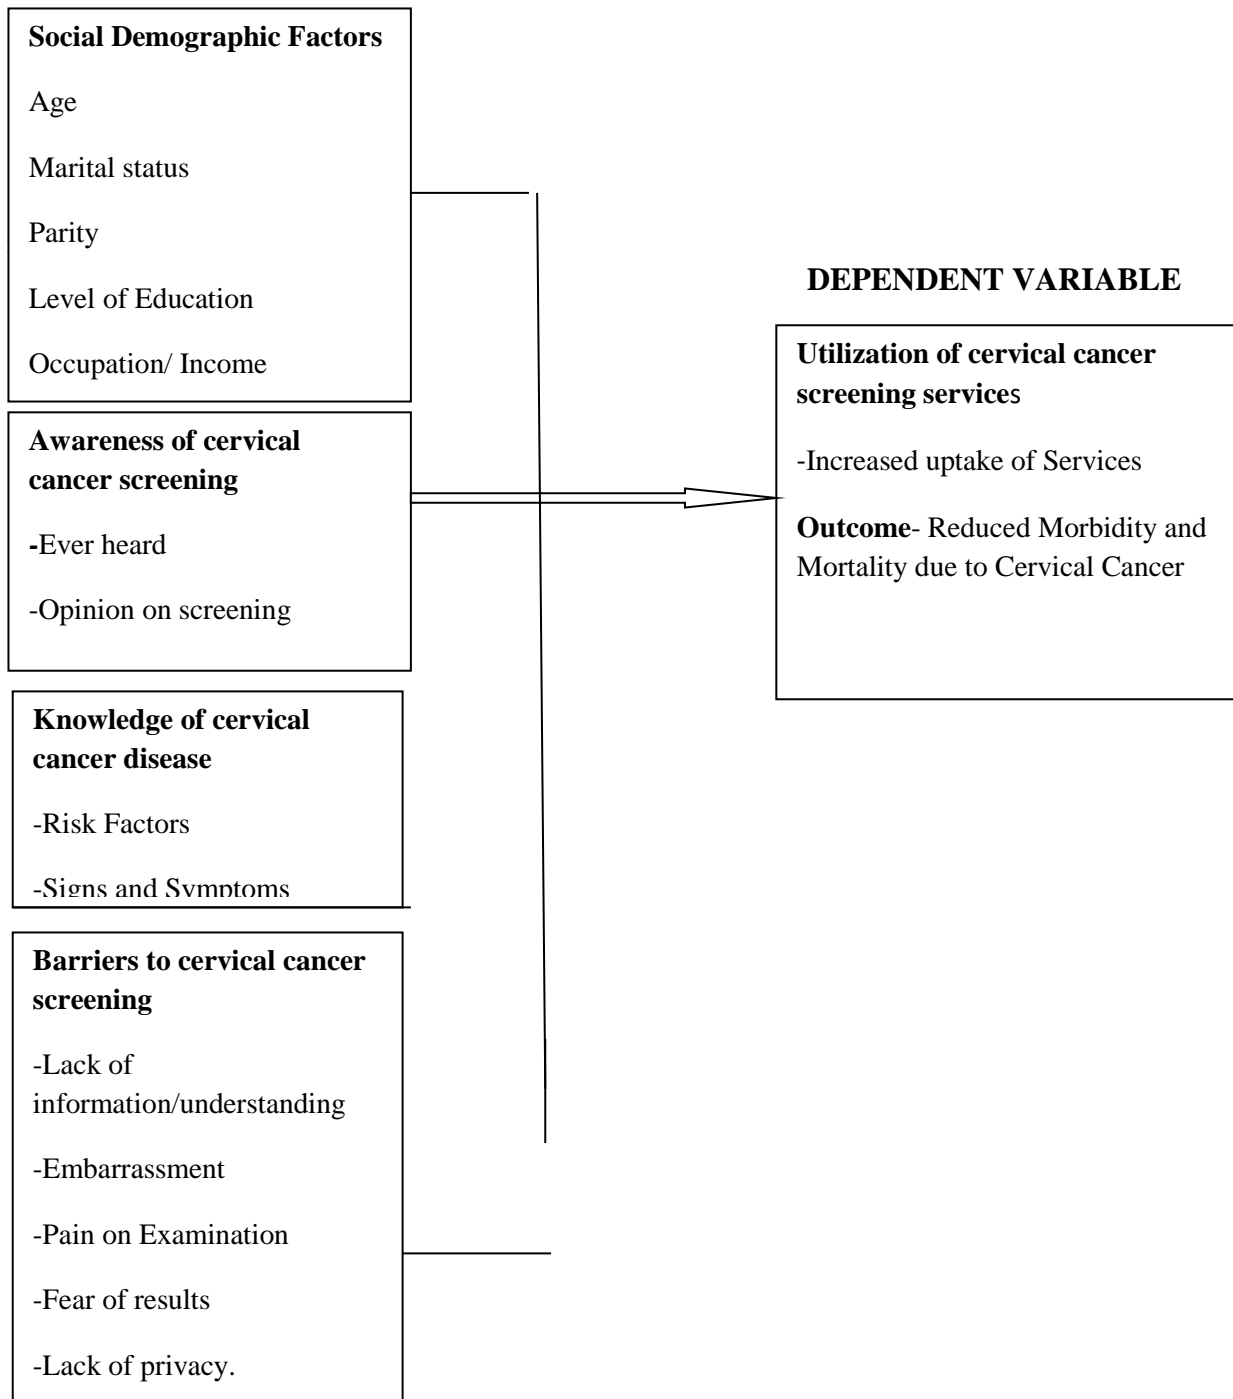 Social Demographic Factors
Age
Marital status
Parity
Level of Education
Occupation/ Income
Awareness of cervical
cancer screening
-Ever heard
-Opinion on screening
Knowledge of cervical
cancer disease
-Risk Factors
-Signs and Symptoms
Barriers to cervical cancer
screening
-Lack of
information/understanding
-Embarrassment
-Pain on Examination
-Fear of results
-Lack of privacy.
DEPENDENT VARIABLE
Utilization of cervical cancer
screening services
-Increased uptake of Services
Outcome- Reduced Morbidity and
Mortality due to Cervical Cancer